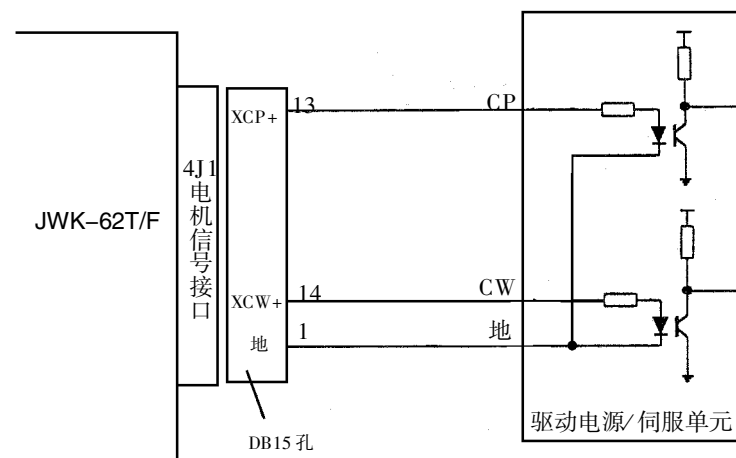 13
CP
XCP+
4J1
电机信号接口
JWK-62T/F
XCW+
14
CW
地
1
地
驱动电源/伺服单元
DB15 孔